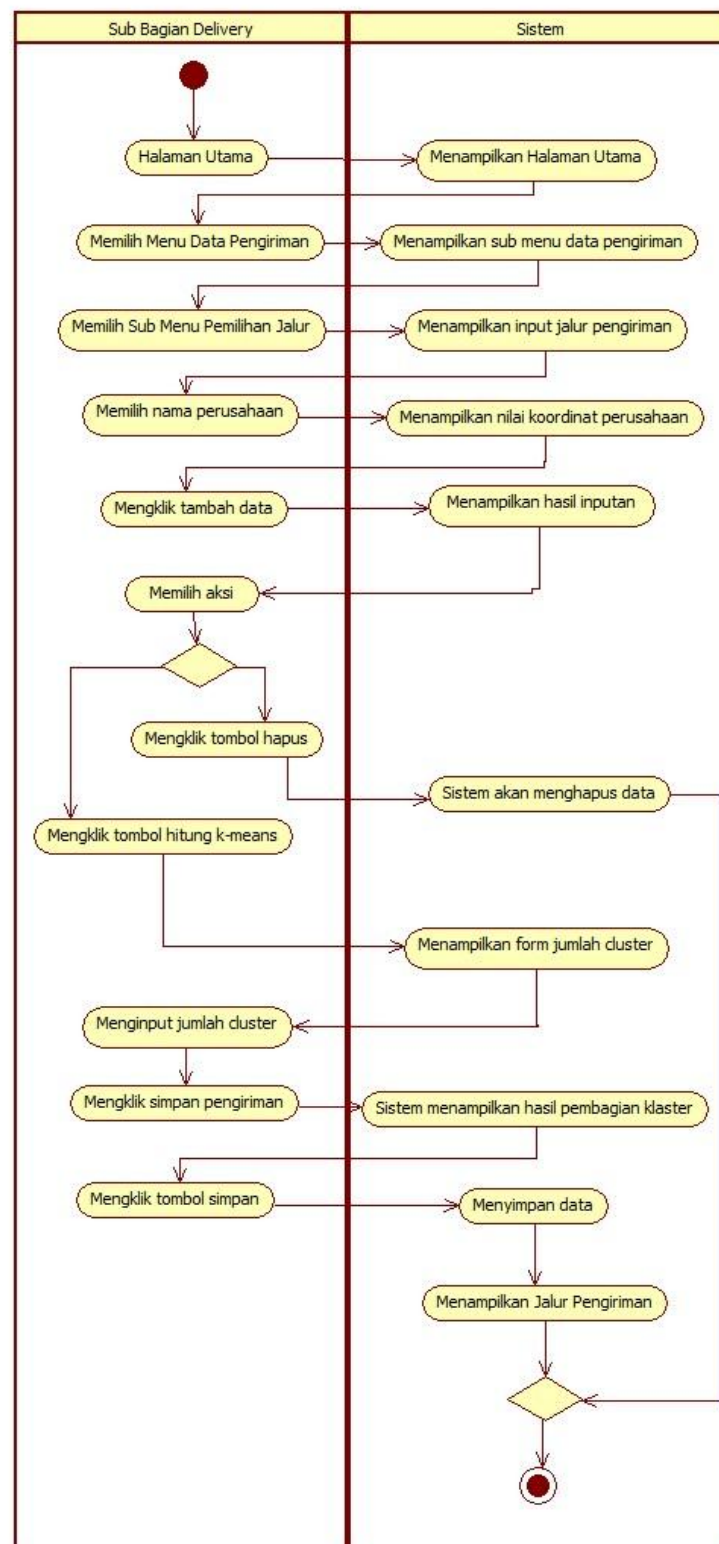 Sub Bagian Delivery
Sistem
Halaman Utama
Menampilkan Halaman Utama
Memilih Menu Data Pengiriman
Menampilkan sub menu data pengiriman
Memilih Sub Menu Pemilihan Jalur
Menampilkan input jalur pengiriman
Memilih nama perusahaan
Menampilkan nilai koordinat perusahaan
Mengklik tambah data
Menampilkan hasil inputan
Memilih aksi
Mengklik tombol hapus
Sistem akan menghapus data
Mengklik tombol hitung k-means
Menampilkan form jumlah cluster
Menginput jumlah cluster
Mengklik simpan pengiriman
Sistem menampilkan hasil pembagian klaster
Mengklik tombol simpan
Menyimpan data
Menampilkan Jalur Pengiriman